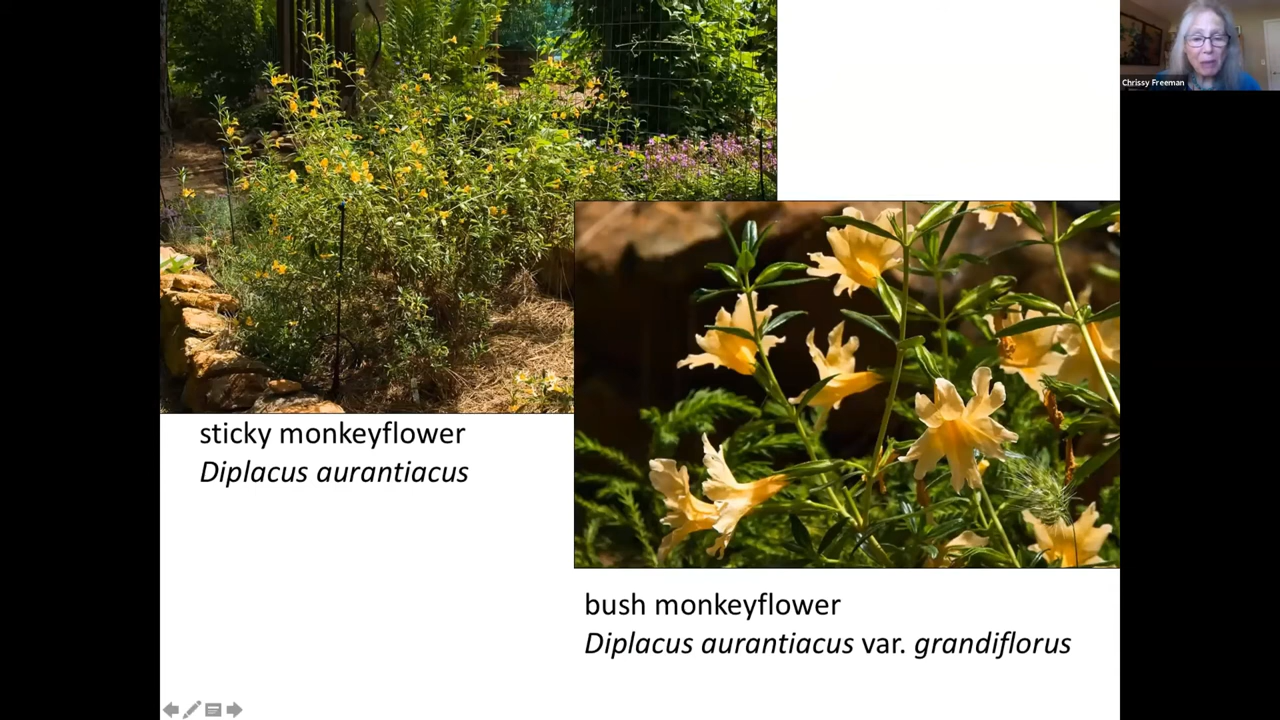 Chrissy Freeman
sticky monkeyflower
Diplacus aurantiacus
bush monkeyflower
Diplacus aurantiacus var. grandiflorus